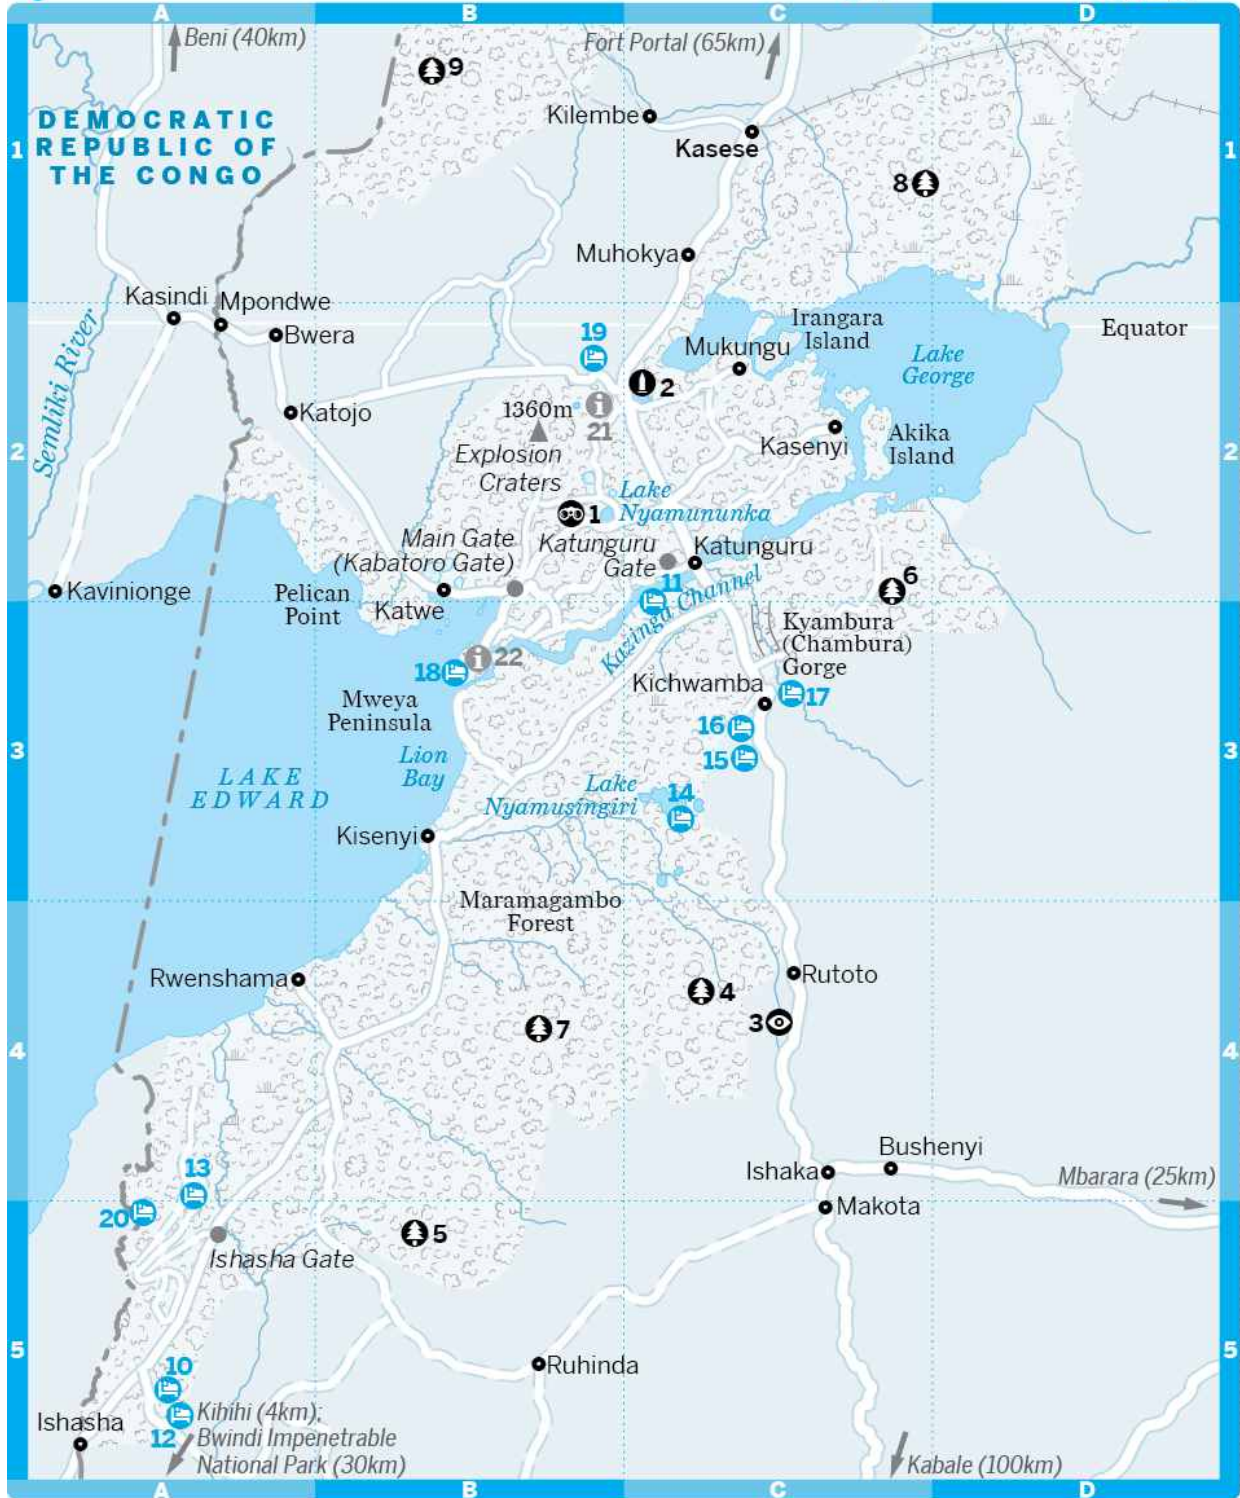 A
B
C
D
Beni (40km)
Fort Portal (65km)
9
DEMOCRATIC
REPUBLIC OF
THE CONGO
Kilembe
Kasese
1
1
8
Muhokya
Kasindi
Mpondwe
Bwera
Semliki River
19
Irangara
Island
Equator
Mukungu
Lake
George
2
Katojo
1360m
21
Explosion
Craters
Kasenyi
Akika
Island
2
2
Lake
Nyamununka
1
Main Gate
(Kabatoro Gate)
Katunguru
Gate
Katunguru
Kavinionge
Pelican
Point
Katwe
11
6
Kazinga Channel
Kyambura
(Chambura)
Gorge
22
18
Kichwamba
17
Mweya
Peninsula
16
15
3
3
Lion
Bay
LAKE
EDWARD
Lake
Nyamusingiri
14
Kisenyi
Maramagambo
Forest
Rwenshama
Rutoto
4
3
7
4
4
Bushenyi
Ishaka
Mbarara (25km)
13
20
Makota
5
Ishasha Gate
5
5
Ruhinda
10
Ishasha
12
Kihihi (4km);
Bwindi Impenetrable
National Park (30km)
Kabale (100km)
A
B
C
D